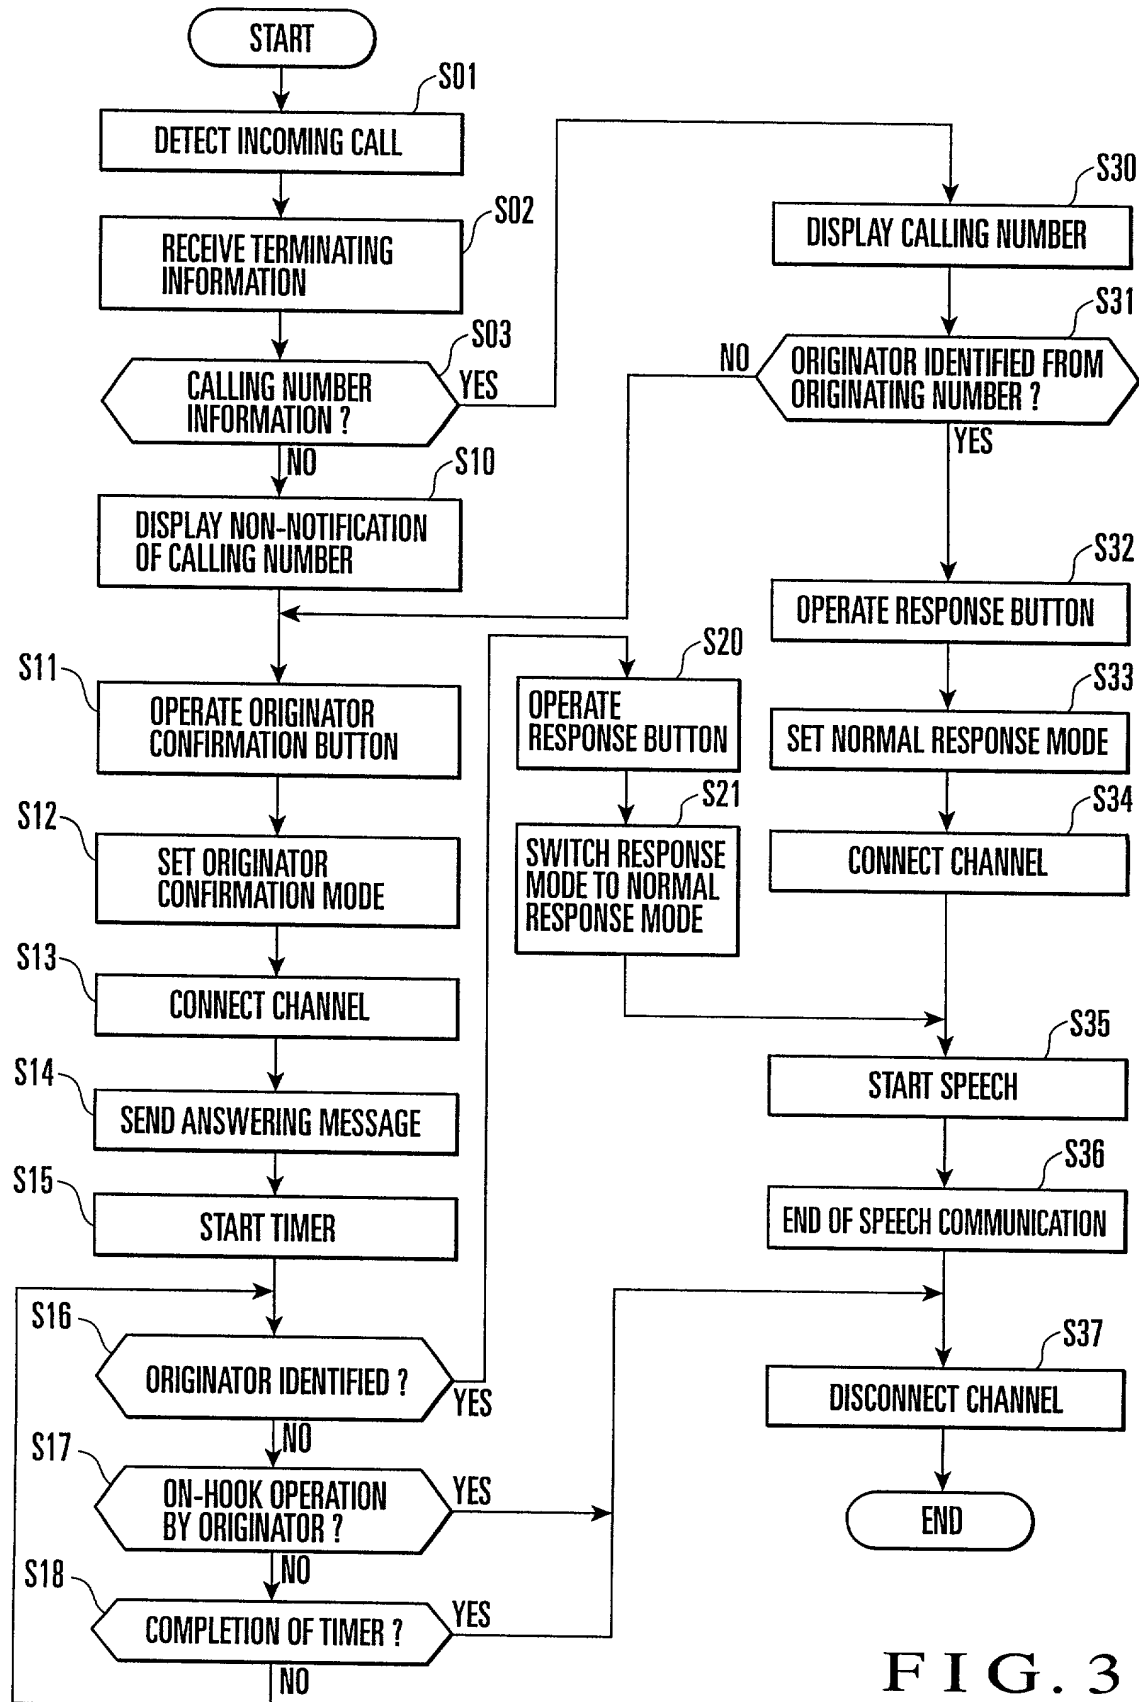 START
S01
DETECT INCOMING CALL
S02
RECEIVE TERMINATING
INFORMATION
S03
CALLING NUMBER
INFORMATION ?
YES
NO
S10
DISPLAY NON-NOTIFICATION
OF CALLING NUMBER
S11
OPERATE ORIGINATOR
CONFIRMATION BUTTON
S12
SET ORIGINATOR
CONFIRMATION MODE
S13
CONNECT CHANNEL
S14
SEND ANSWERING MESSAGE
S15
START TIMER
S16
ORIGINATOR IDENTIFIED ?
YES
NO
S17
ON-HOOK OPERATION
BY ORIGINATOR ?
YES
NO
S18
COMPLETION OF TIMER ?
YES
NO
S20
OPERATE
RESPONSE BUTTON
S21
SWITCH RESPONSE
MODE TO NORMAL
RESPONSE MODE
S30
DISPLAY CALLING NUMBER
S31
NO
ORIGINATOR IDENTIFIED FROM
ORIGINATING NUMBER ?
YES
S32
OPERATE RESPONSE BUTTON
S33
SET NORMAL RESPONSE MODE
S34
CONNECT CHANNEL
S35
START SPEECH
S36
END OF SPEECH COMMUNICATION
S37
DISCONNECT CHANNEL
END
FIG. 3